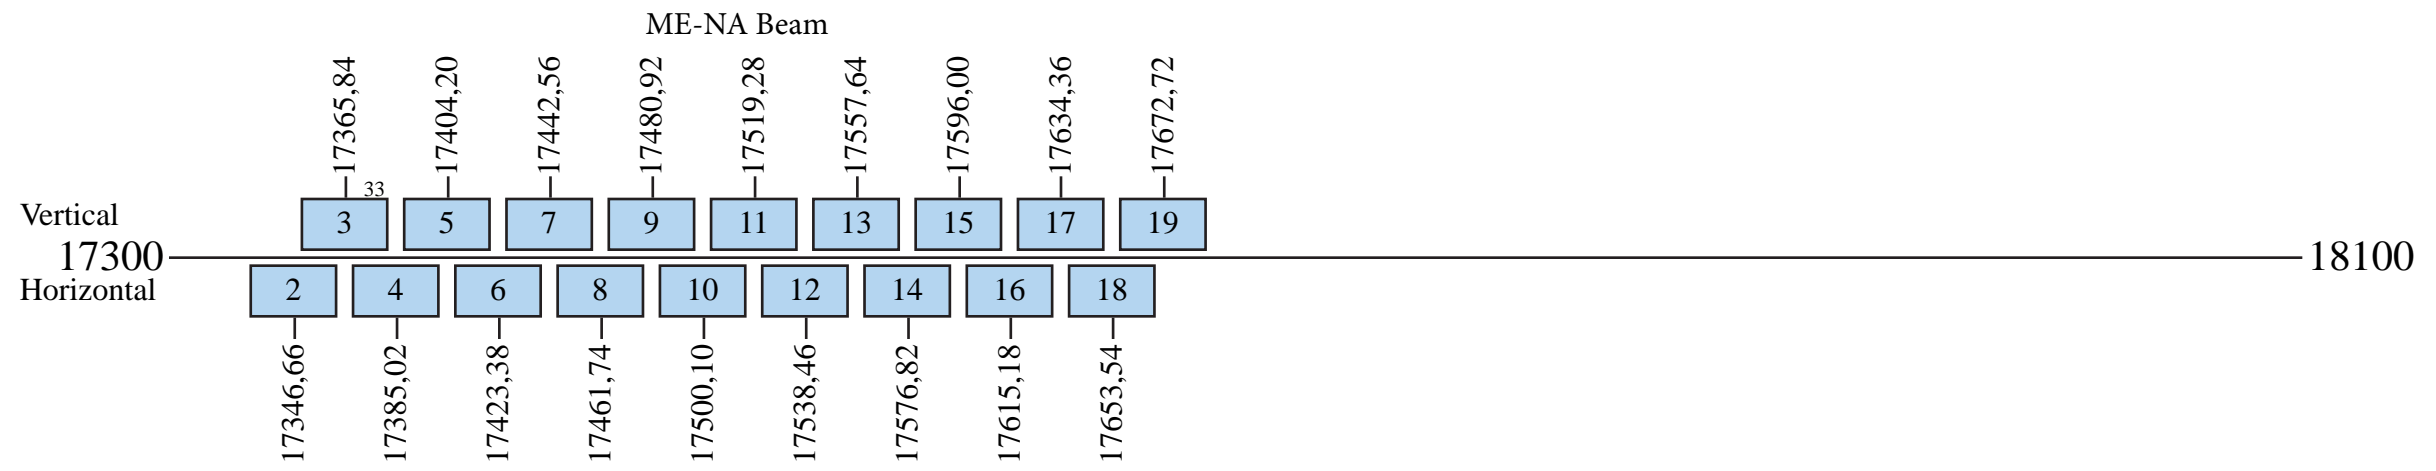 ME-NA Beam
17365,84 17404,20 17442,56 17480,92 17519,28 17557,64 17596,00 17634,36 17672,72
33
Vertical 3 5 7 9 11 13 15 17 19
17300 18100
Horizontal 2 4 6 8 10 12 14 16 18
17346,66 17385,02 17423,38 17461,74 17500,10 17538,46 17576,82 17615,18 17653,54